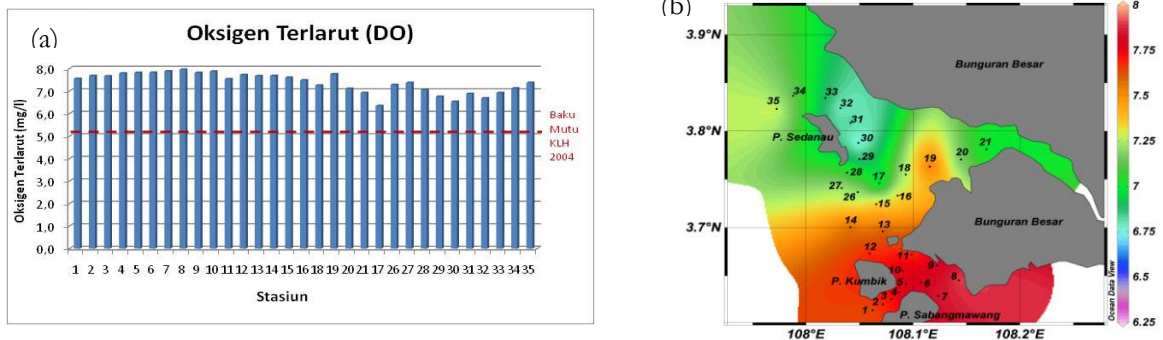 (a)
Oksigen Terlarut (DO)
Oksigen Terlarut (mg/l)
8,0
7,0
6,0
5,0
4,0
3,0
2,0
1,0
0,0
Baku
Mutu
KLH
2004
1 2 3 4 5 6 7 8 9 10 11 12 13 14 15 16 18 19 20 21 17 26 27 28 29 30 31 32 33 34 35
Stasiun
(b)
3.9°N
3.8°N
3.7°N
108°E 108.1°E 108.2°E
Bunguran Besar
35 34 33 32
31
P. Sedanau
30
29
28
27
26
17 18 19 20 21
16
15
14 13
Bunguran Besar
12
11
10 9
P. Kumbik
5 6 8
4
3
2
1
7
P. Sabangmawang
8
7.75
7.5
7.25
7
6.75
6.5
6.25
Ocean Data View